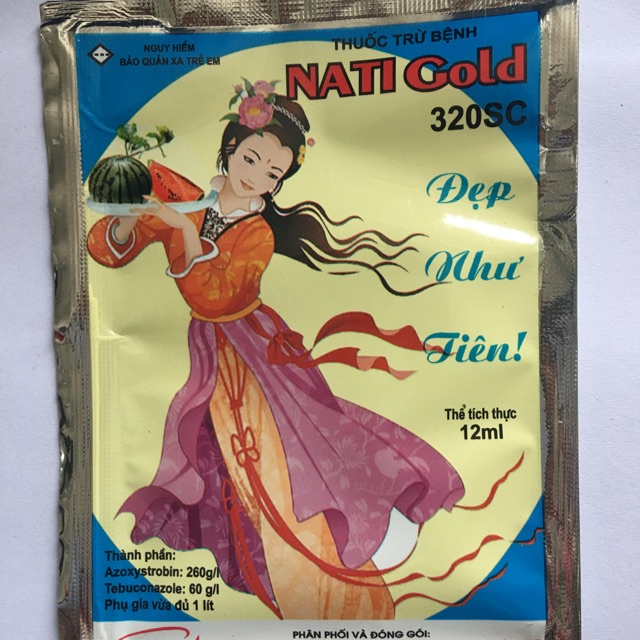 NGUY HIỂM
BẢO QUẢN XA TRẺ EM
THUỐC TRỪ BỆNH
NATI Gold
320SC
Đẹp
Như
Tiên!
Thể tích thực
12ml
Thành phần:
Azoxystrobin: 260g/l
Tebuconazole: 60 g/l
Phụ gia vừa đủ 1 lít
PHÂN PHỐI VÀ ĐÓNG GÓI: